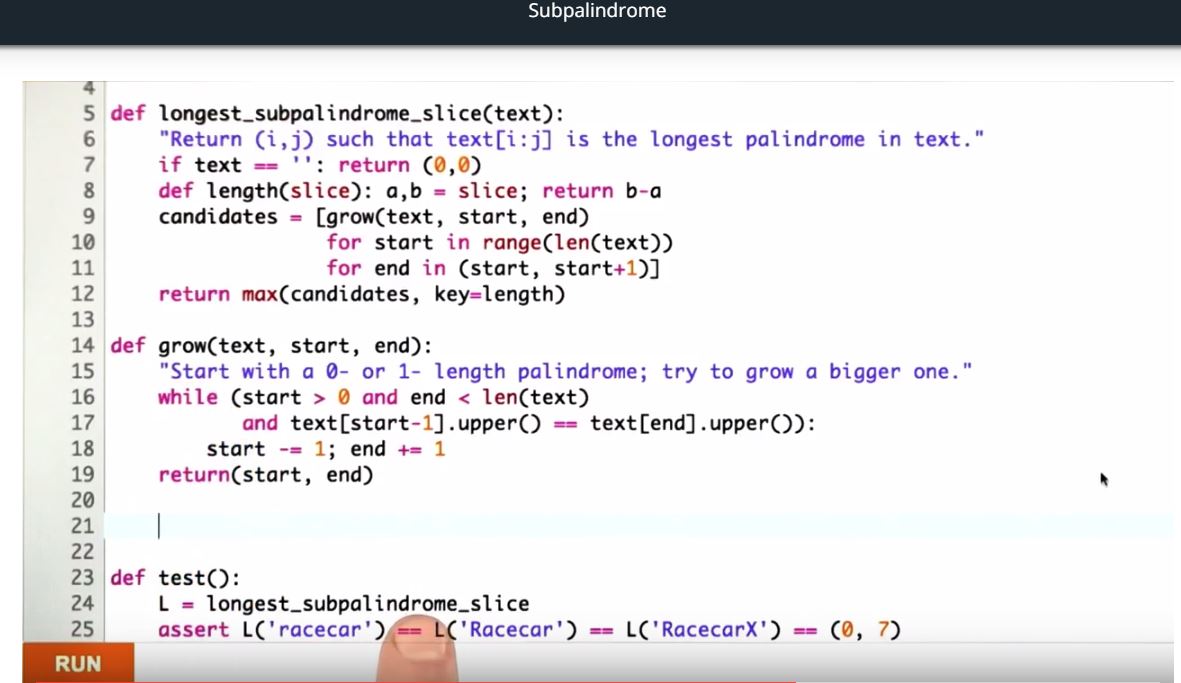 Subpalindrome
4
5 def longest_subpalindrome_slice(text):
6     "Return (i,j) such that text[i:j] is the longest palindrome in text."
7     if text == '': return (0,0)
8     def length(slice): a,b = slice; return b-a
9     candidates = [grow(text, start, end)
10                   for start in range(len(text))
11                   for end in (start, start+1)]
12     return max(candidates, key=length)
13
14 def grow(text, start, end):
15     "Start with a 0- or 1- length palindrome; try to grow a bigger one."
16     while (start > 0 and end < len(text)
17            and text[start-1].upper() == text[end].upper()):
18         start -= 1; end += 1
19     return(start, end)
20
21
22
23 def test():
24     L = longest_subpalindrome_slice
25     assert L('racecar') == L('Racecar') == L('RacecarX') == (0, 7)
RUN